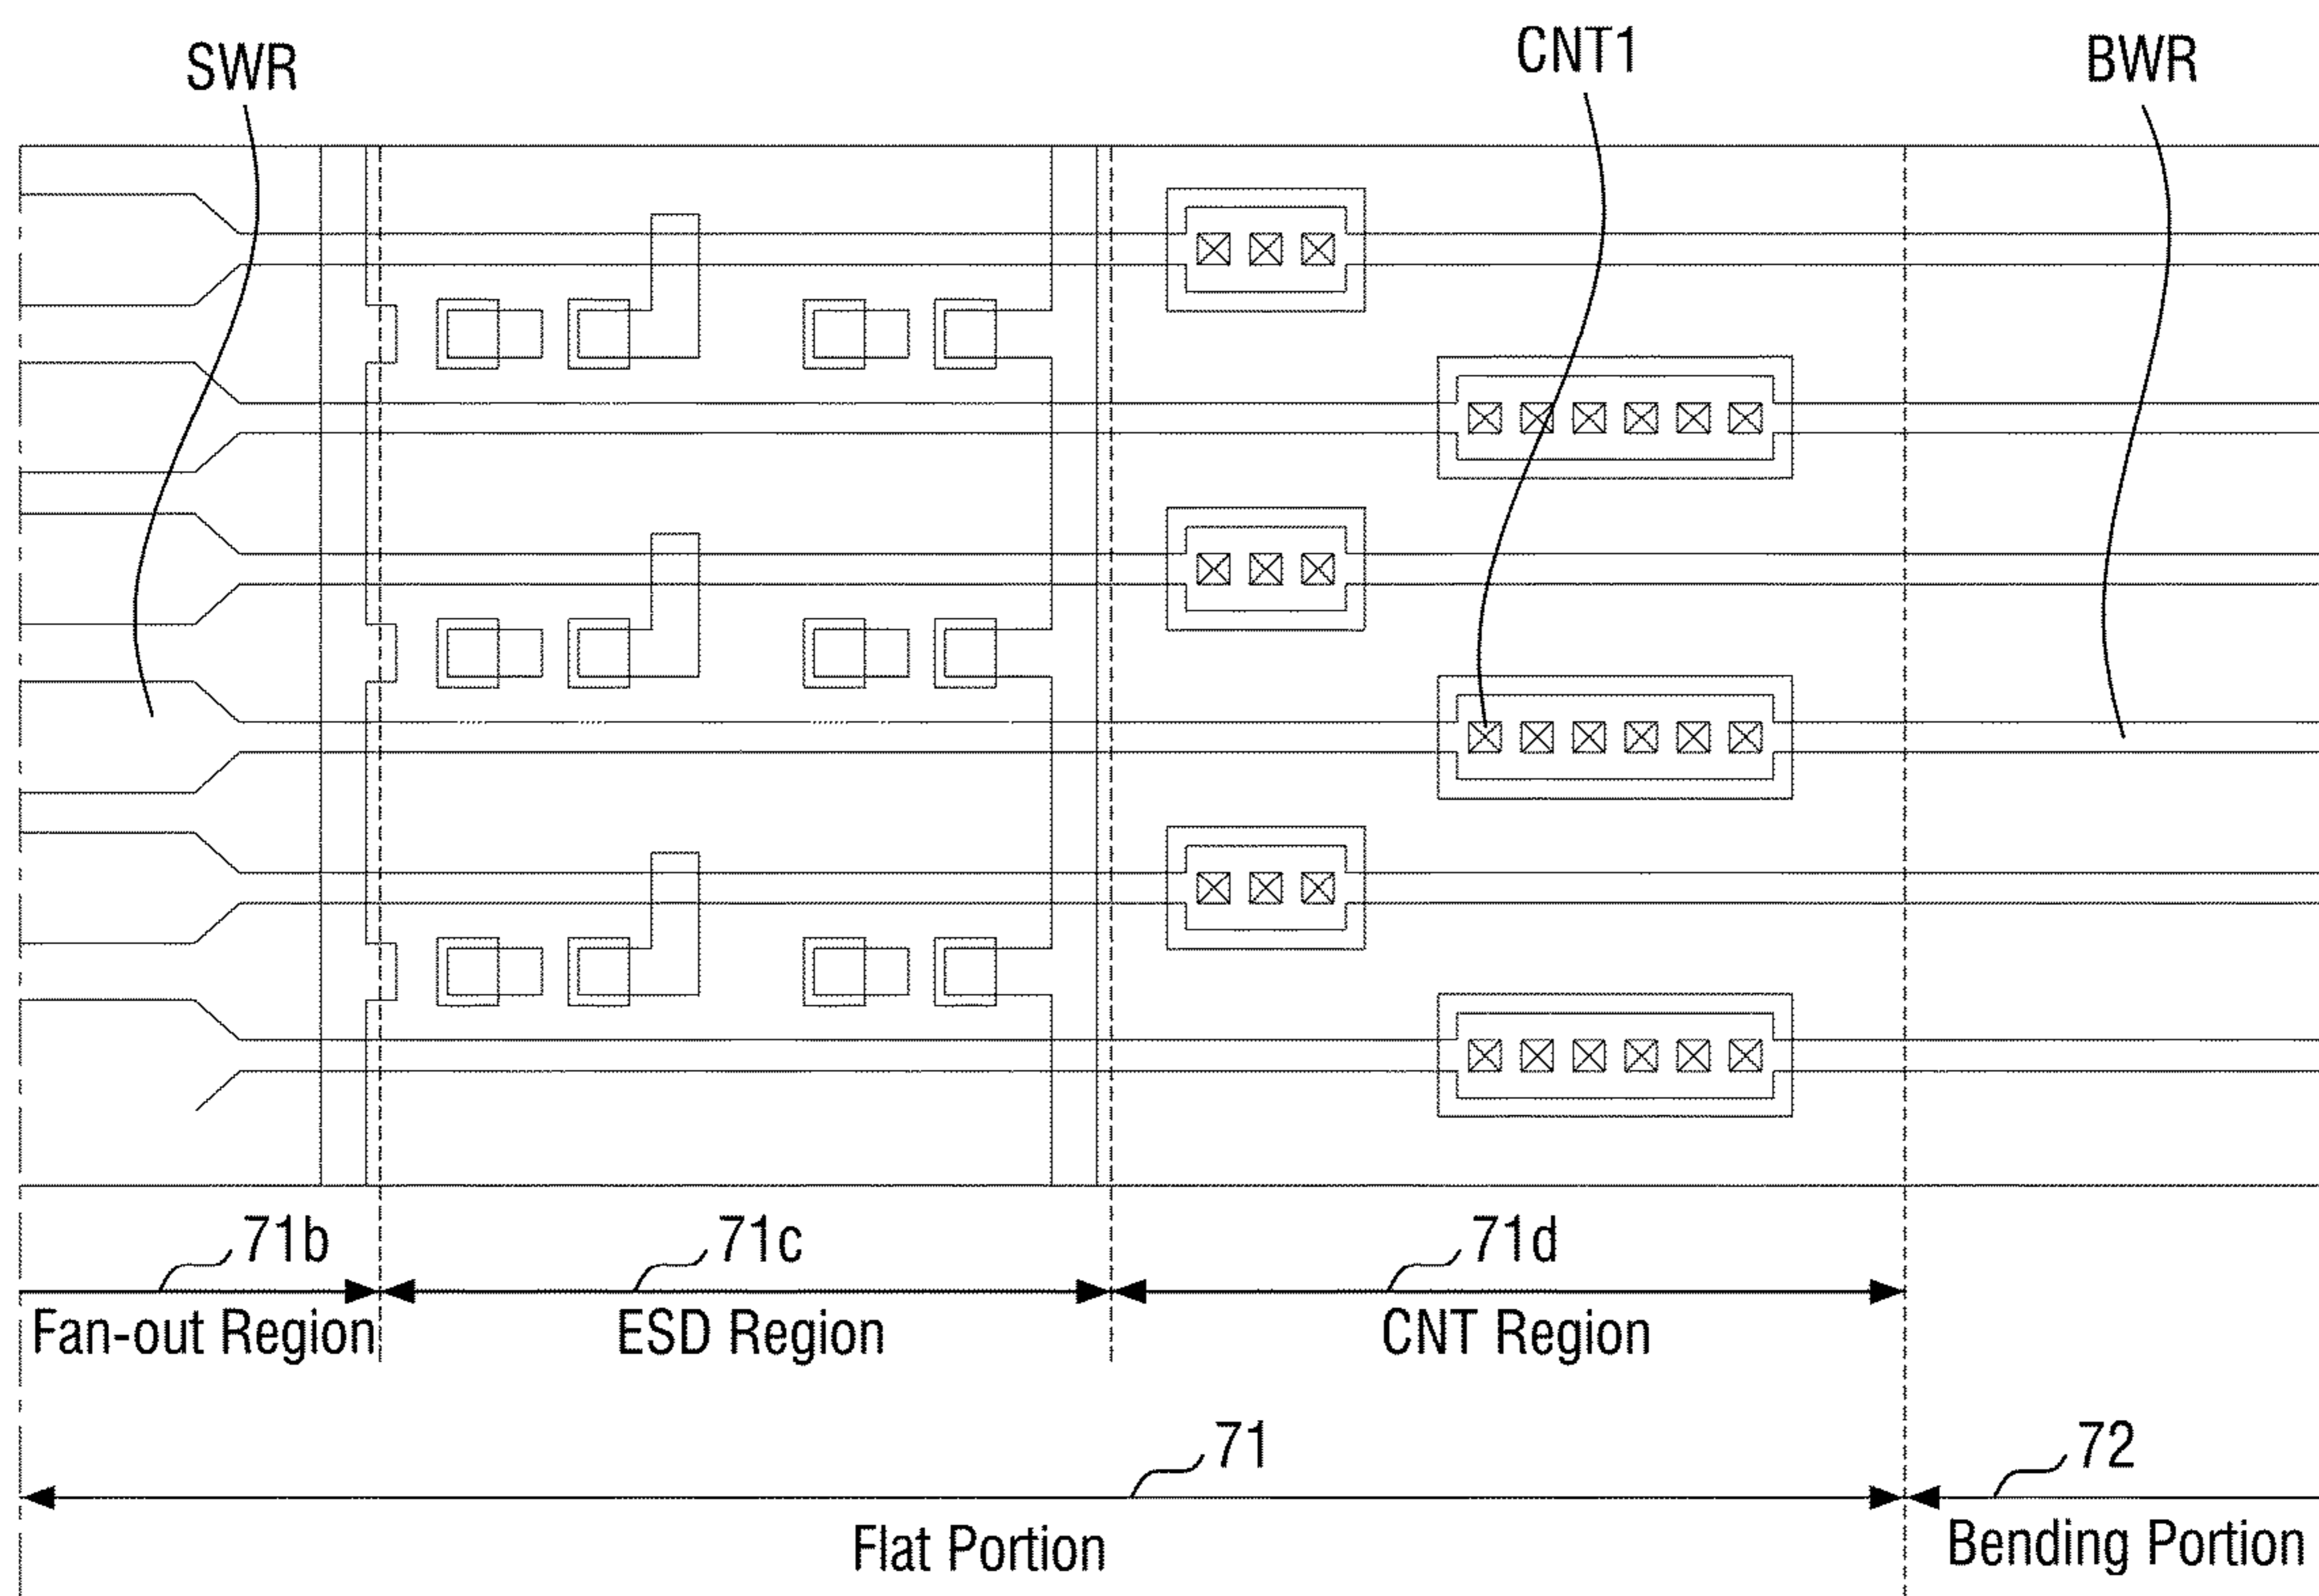 SWR
CNT1
BWR
71b
71c
71d
Fan-out Region
ESD Region
CNT Region
71
72
Flat Portion
Bending Portion